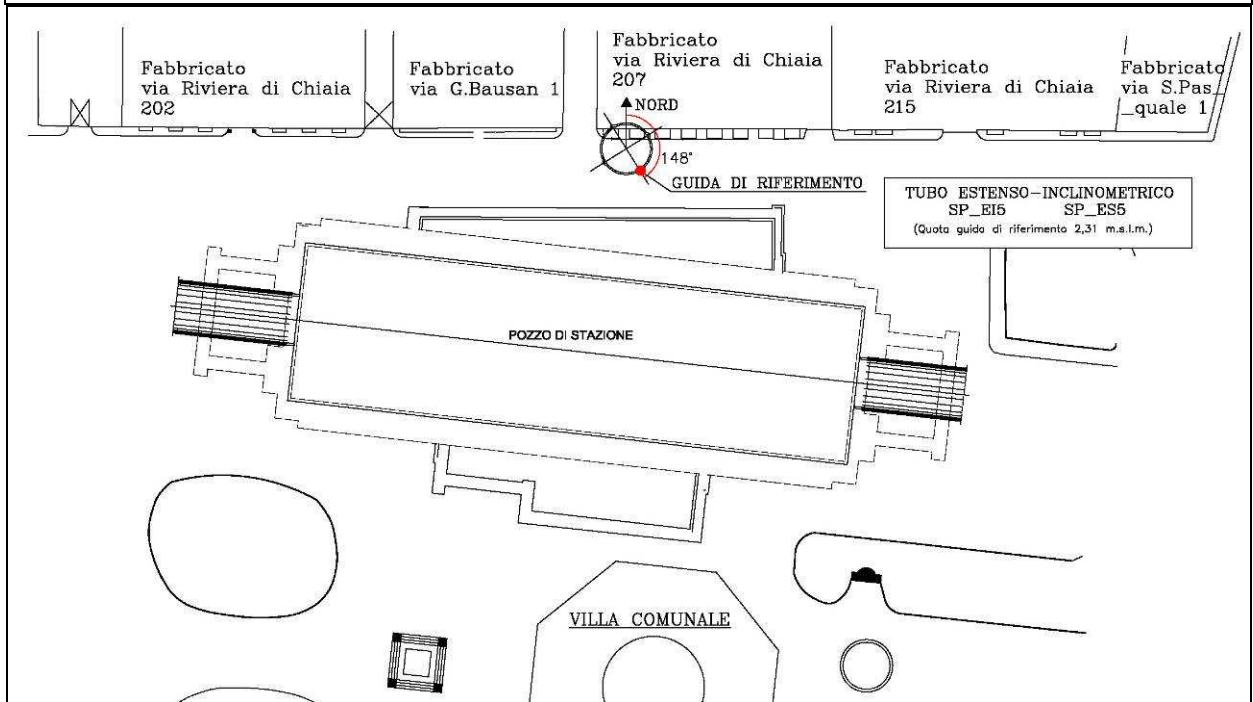 Fabbricato
via Riviera di Chiaia
202
Fabbricato
via G.Bausan 1
Fabbricato
via Riviera di Chiaia
207
Fabbricato
via Riviera di Chiaia
215
Fabbricato
via S.Pas_
_quale 1
NORD
148°
GUIDA DI RIFERIMENTO
TUBO ESTENSO-INCLINOMETRICO
SP_EI5 SP_ES5
(Quota guida di riferimento 2,31 m.s.l.m.)
POZZO DI STAZIONE
VILLA COMUNALE